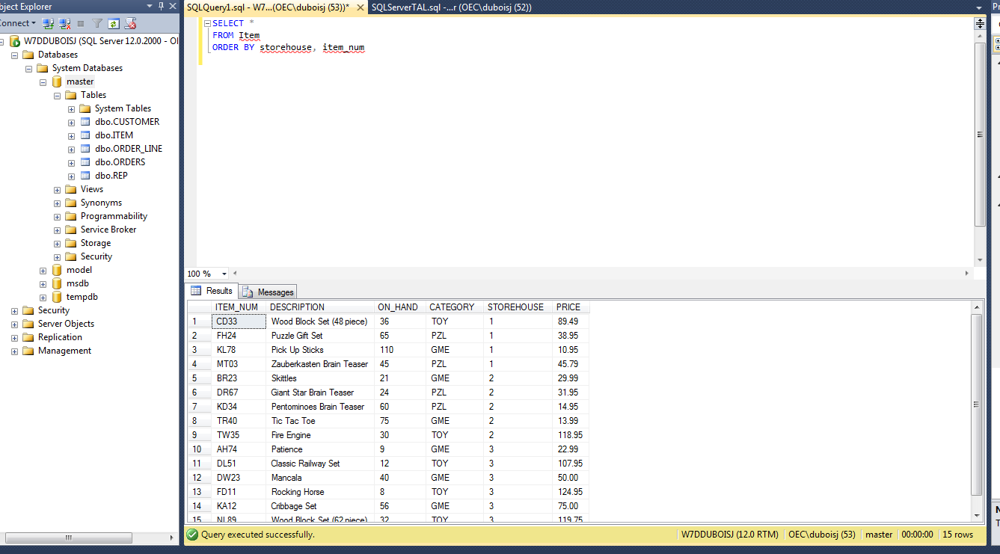 bject Explorer
SQLQuery1.sql - W7...(OEC\duboisj (53))*
SQLServerTAL.sql -...r (OEC\duboisj (52))
Connect
W7DDUBOISJ (SQL Server 12.0.2000 - OI
Databases
System Databases
master
Tables
System Tables
dbo.CUSTOMER
dbo.ITEM
dbo.ORDER_LINE
dbo.ORDERS
dbo.REP
Views
Synonyms
Programmability
Service Broker
Storage
Security
model
msdb
tempdb
Security
Server Objects
Replication
Management
SELECT *
FROM Item
ORDER BY storehouse, item_num
100 %
Results Messages
ITEM_NUM DESCRIPTION ON_HAND CATEGORY STOREHOUSE PRICE
1 CD33 Wood Block Set (48 piece) 36 TOY 1 89.49
2 FH24 Puzzle Gift Set 65 PZL 1 38.95
3 KL78 Pick Up Sticks 110 GME 1 10.95
4 MT03 Zauberkasten Brain Teaser 45 PZL 1 45.79
5 BR23 Skittles 21 GME 2 29.99
6 DR67 Giant Star Brain Teaser 24 PZL 2 31.95
7 KD34 Pentominoes Brain Teaser 60 PZL 2 14.95
8 TR40 Tic Tac Toe 75 GME 2 13.99
9 TW35 Fire Engine 30 TOY 2 118.95
10 AH74 Patience 9 GME 3 22.99
11 DL51 Classic Railway Set 12 TOY 3 107.95
12 DW23 Mancala 40 GME 3 50.00
13 FD11 Rocking Horse 8 TOY 3 124.95
14 KA12 Cribbage Set 56 GME 3 75.00
15 NL89 Wood Block Set (62 piece) 32 TOY 3 119.75
Query executed successfully.
W7DDUBOISJ (12.0 RTM) OEC\duboisj (53) master 00:00:00 15 rows